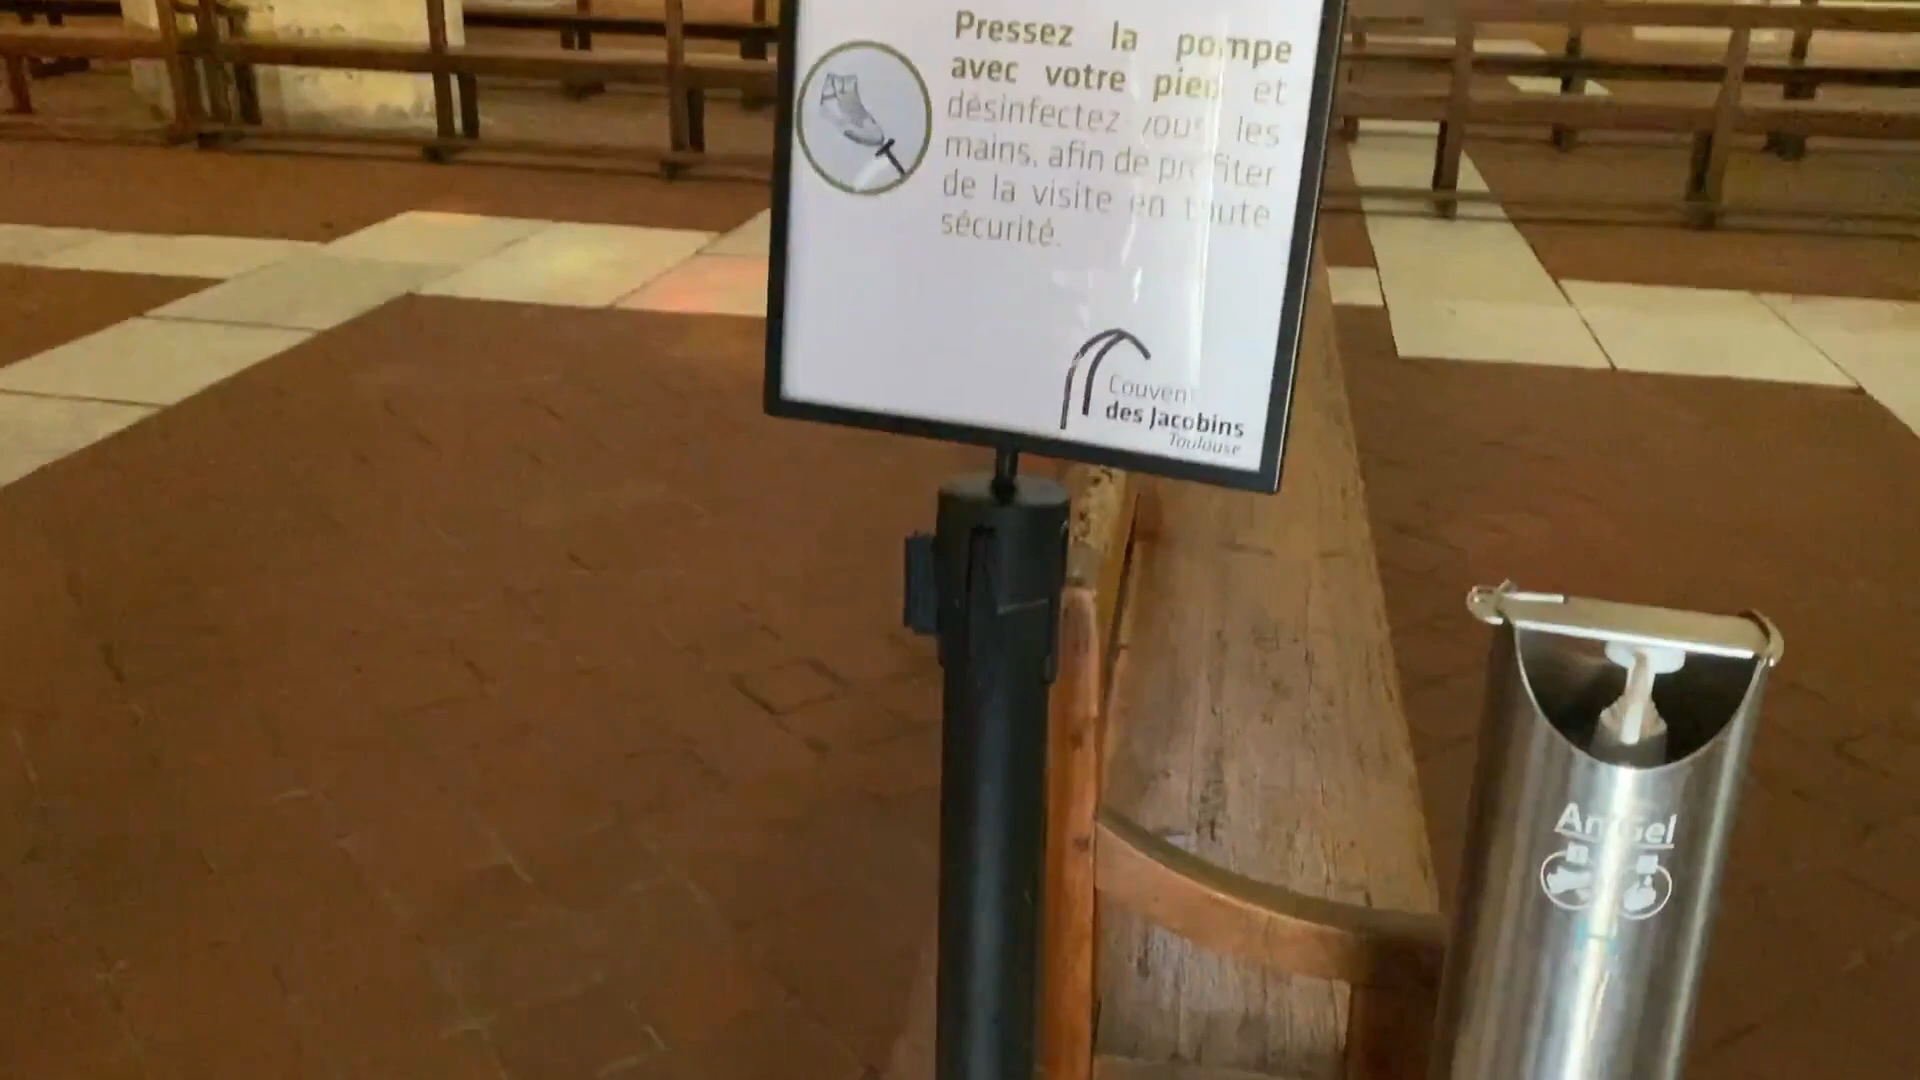 Pressez la pompe
avec votre pied et
désinfectez-vous les
mains, afin de profiter
de la visite en toute
sécurité.
Couvent
des Jacobins
Toulouse
AniGel